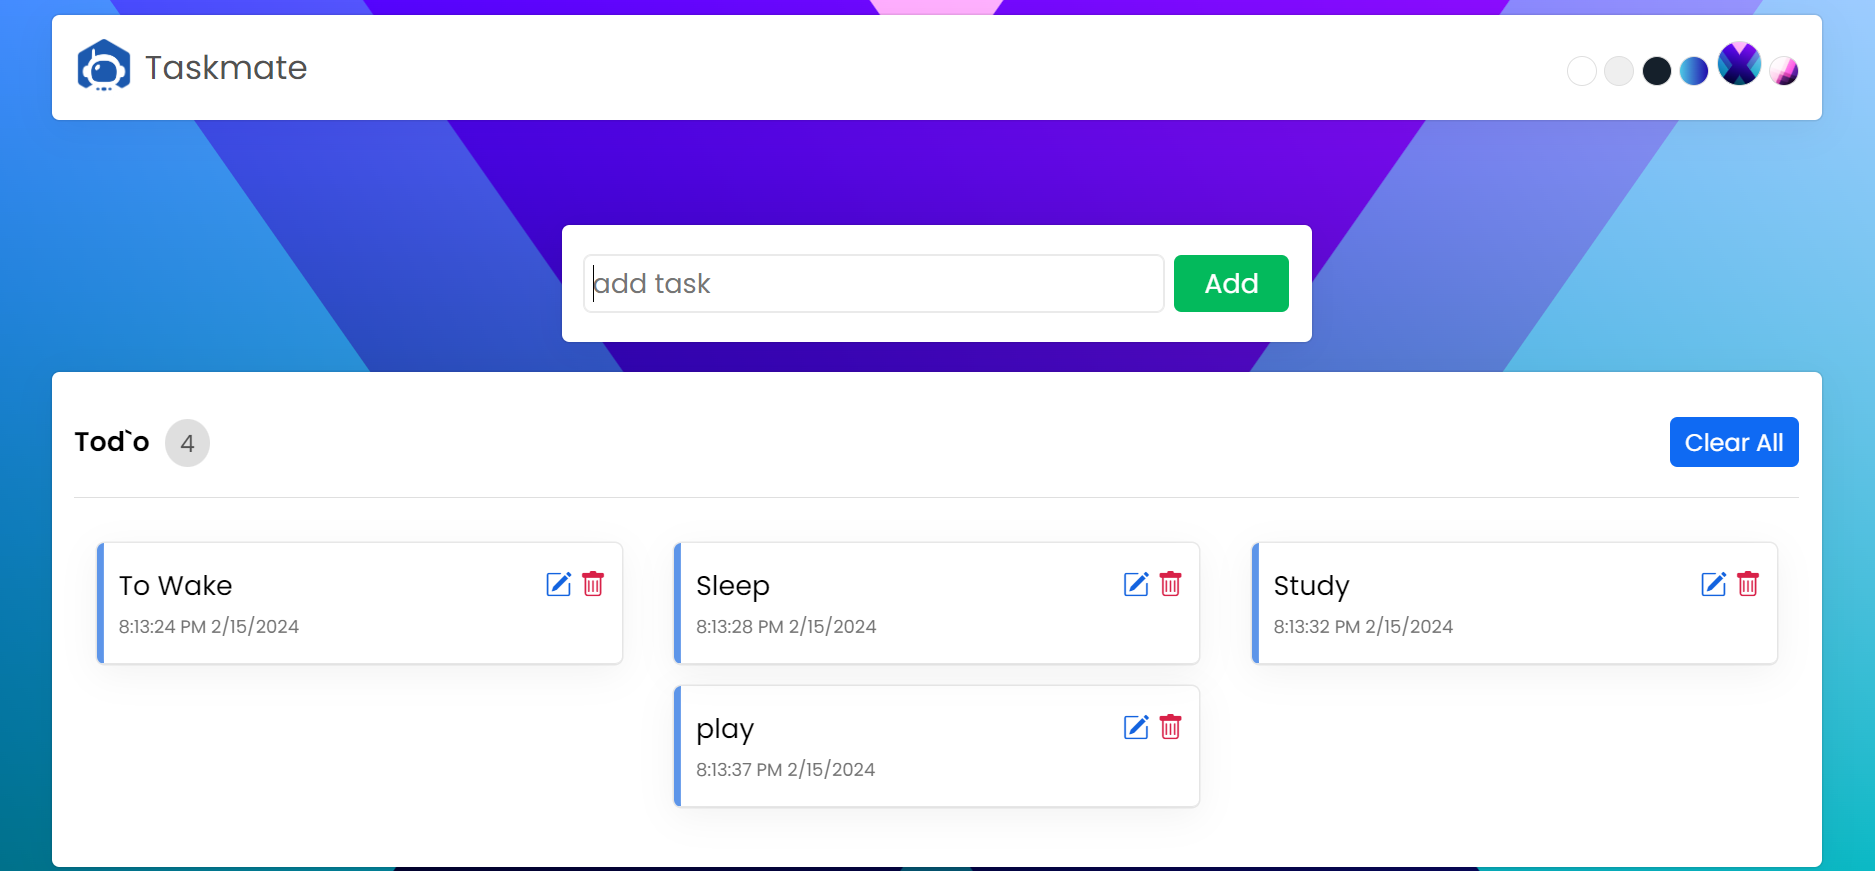 Taskmate
add task
Add
Tod`o 4
Clear All
To Wake
8:13:24 PM 2/15/2024
Sleep
8:13:28 PM 2/15/2024
Study
8:13:32 PM 2/15/2024
play
8:13:37 PM 2/15/2024